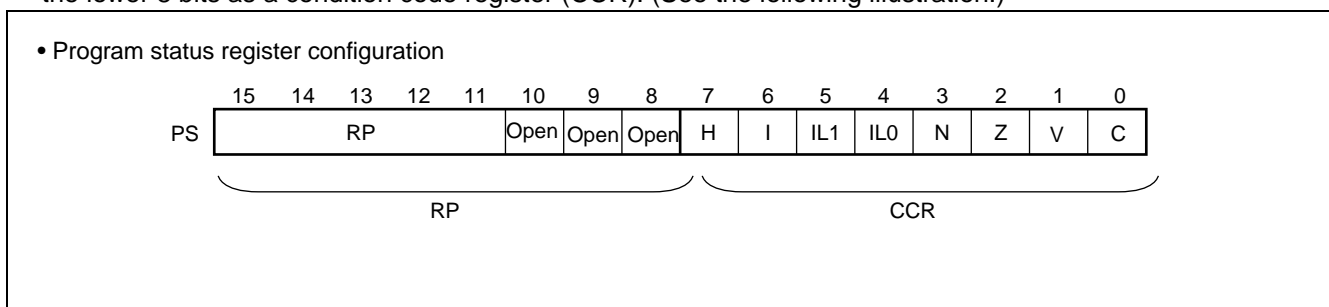 the lower 8 bits as a condition code register (CCR). (See the following illustration.)
• Program status register configuration
15 14 13 12 11 10 9 8 7 6 5 4 3 2 1 0
PS RP Open Open Open H I IL1 IL0 N Z V C
RP CCR